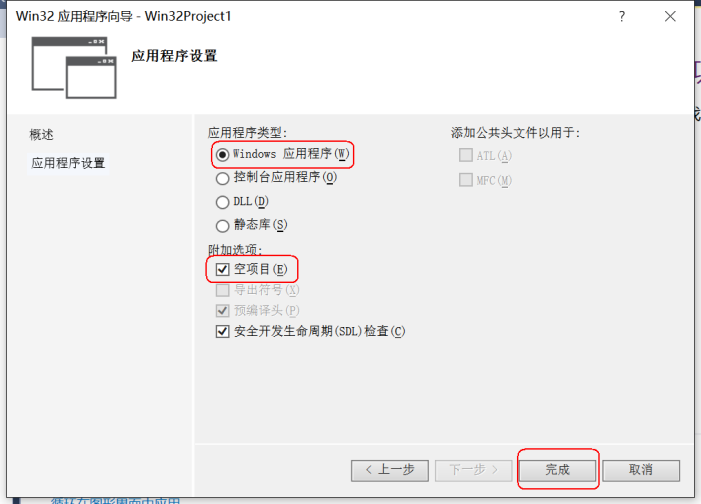 Win32 应用程序向导 - Win32Project1
?
应用程序设置
概述
应用程序设置
应用程序类型:
Windows 应用程序(W)
控制台应用程序(O)
DLL(D)
静态库(S)
附加选项:
空项目(E)
导出符号(X)
预编译头(P)
安全开发生命周期(SDL)检查(C)
添加公共头文件以用于:
ATL(A)
MFC(M)
< 上一步
下一步 >
完成
取消